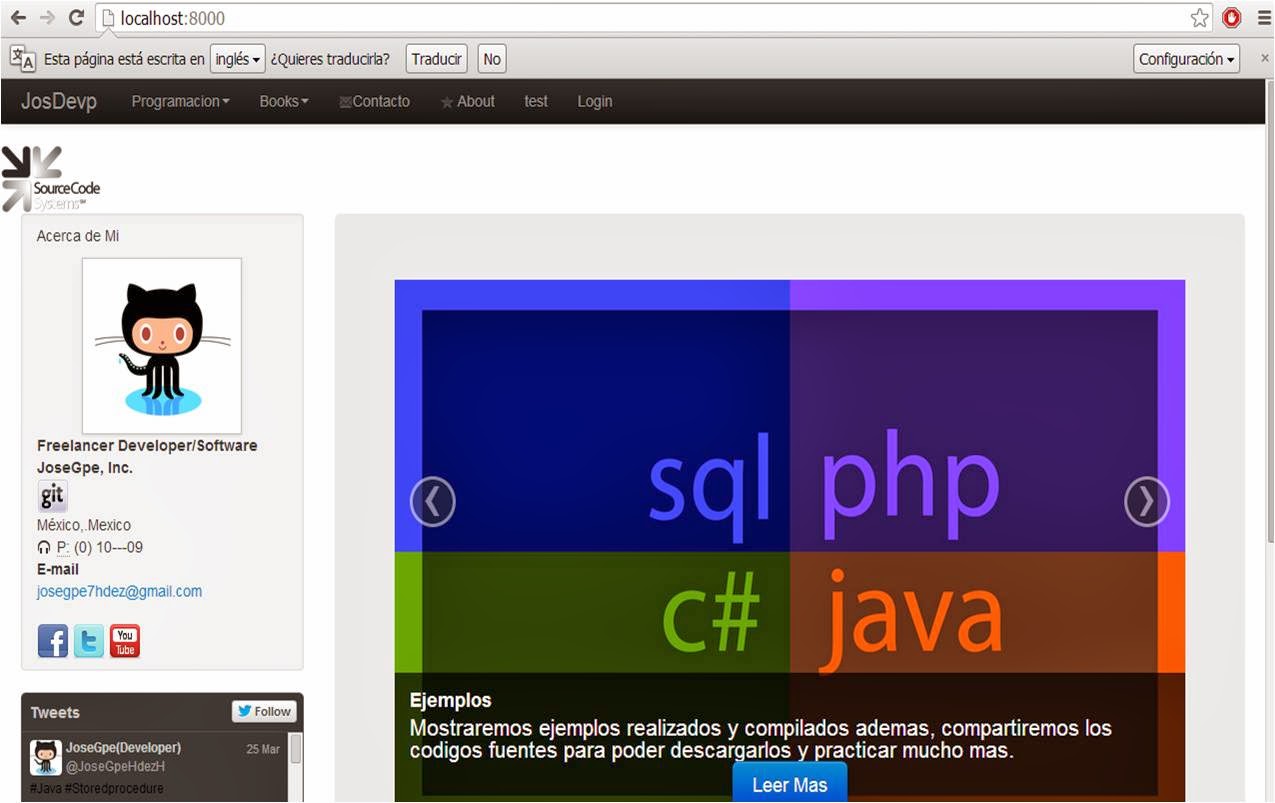 localhost:8000
Esta página está escrita en inglés ¿Quieres traducirla? Traducir No Configuración
JosDevp Programacion Books Contacto About test Login
SourceCode
Systems℠
Acerca de Mi
Freelancer Developer/Software
JoseGpe, Inc.
git
México,.Mexico
P: (0) 10---09
E-mail
josegpe7hdez@gmail.com
You
Tube
Tweets Follow
JoseGpe(Developer) 25 Mar
@JoseGpeHdezH
#Java #Storedprocedure
sql php
c# java
Ejemplos
Mostraremos ejemplos realizados y compilados ademas, compartiremos los
codigos fuentes para poder descargarlos y practicar mucho mas.
Leer Mas